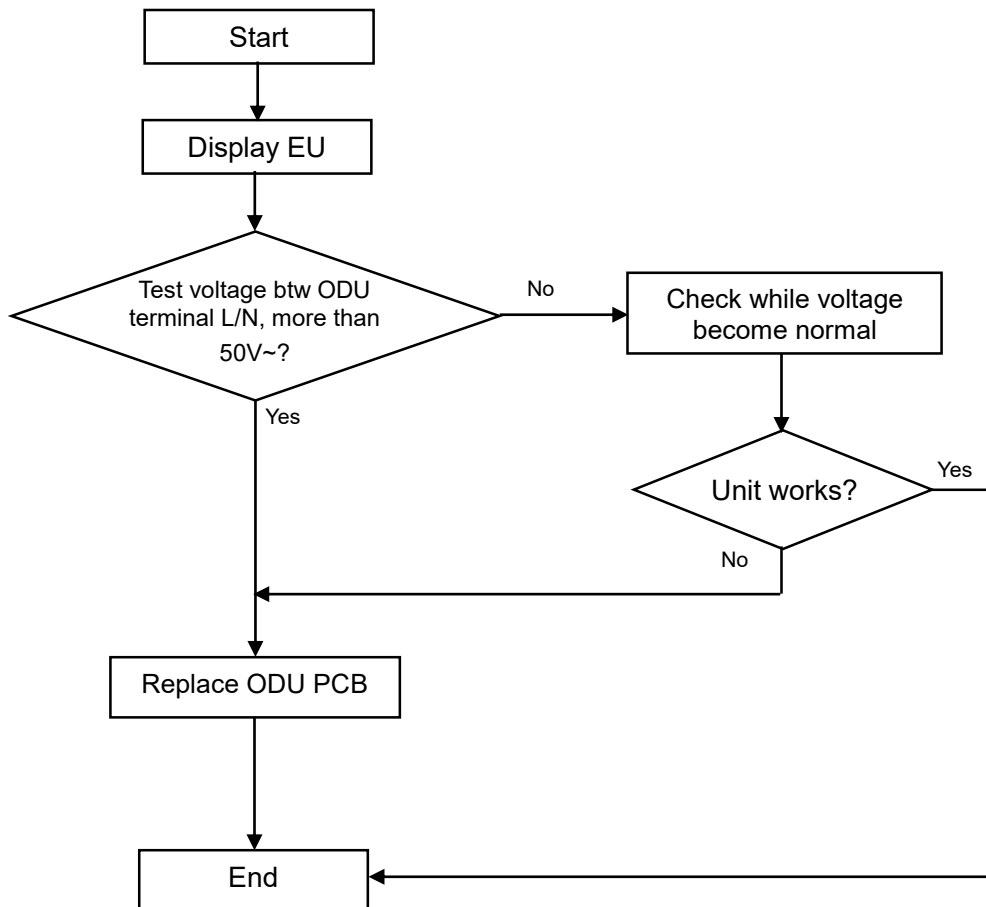 Start
Display EU
Test voltage btw ODU
terminal L/N, more than
50V~?
No
Check while voltage
become normal
Yes
Unit works?
Yes
No
Replace ODU PCB
End